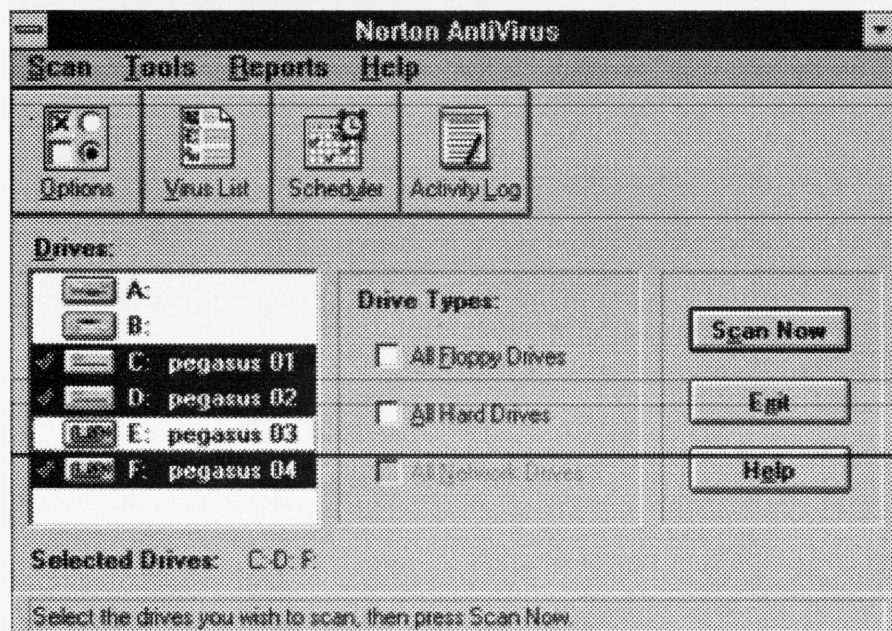 Norton AntiVirus
Scan Tools Reports Help
Options Virus List Scheduler Activity Log
Drives:
A:
B:
C: pegasus 01
D: pegasus 02
E: pegasus 03
F: pegasus 04
Drive Types:
All Floppy Drives
All Hard Drives
All Network Drives
Scan Now
Exit
Help
Selected Drives: C: D: F:
Select the drives you wish to scan, then press Scan Now